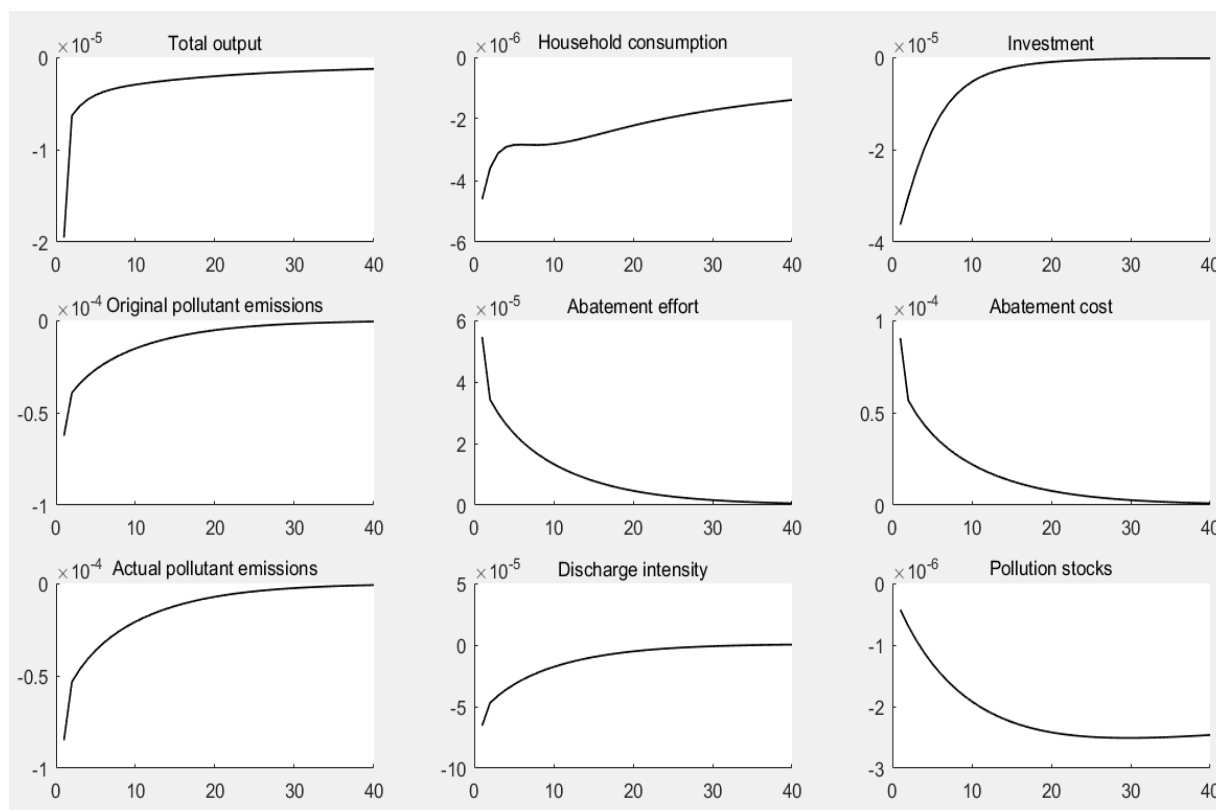 ×10-5 Total output
0
-1
-2
0 10 20 30 40
×10-6 Household consumption
0
-2
-4
-6
0 10 20 30 40
×10-5 Investment
0
-2
-4
0 10 20 30 40
×10-4 Original pollutant emissions
0
-0.5
-1
0 10 20 30 40
×10-5 Abatement effort
6
4
2
0
0 10 20 30 40
×10-4 Abatement cost
1
0.5
0
0 10 20 30 40
×10-4 Actual pollutant emissions
0
-0.5
-1
0 10 20 30 40
×10-5 Discharge intensity
5
0
-5
-10
0 10 20 30 40
×10-6 Pollution stocks
0
-1
-2
-3
0 10 20 30 40